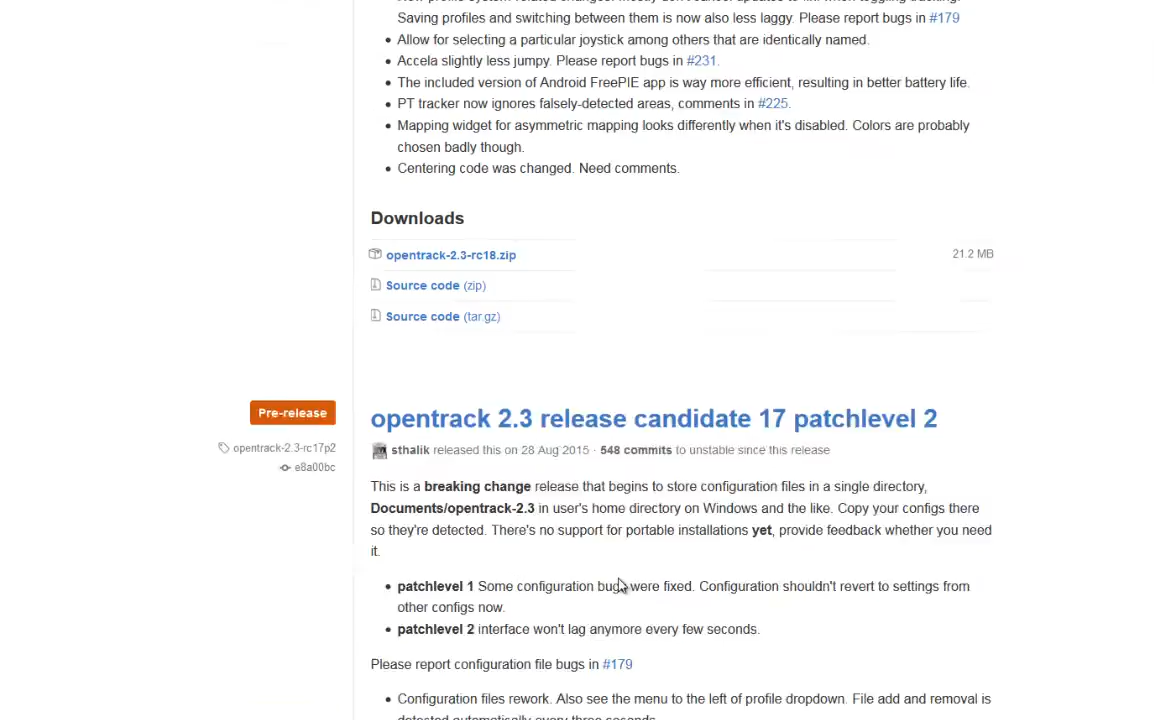 Saving profiles and switching between them is now also less laggy. Please report bugs in #179
Allow for selecting a particular joystick among others that are identically named.
Accela slightly less jumpy. Please report bugs in #231.
The included version of Android FreePIE app is way more efficient, resulting in better battery life.
PT tracker now ignores falsely-detected areas, comments in #225.
Mapping widget for asymmetric mapping looks differently when it's disabled. Colors are probably
chosen badly though.
Centering code was changed. Need comments.
Downloads
opentrack-2.3-rc18.zip 21.2 MB
Source code (zip)
Source code (tar.gz)
Pre-release
opentrack-2.3-rc17p2
e8a00bc
opentrack 2.3 release candidate 17 patchlevel 2
sthalik released this on 28 Aug 2015 · 548 commits to unstable since this release
This is a breaking change release that begins to store configuration files in a single directory,
Documents/opentrack-2.3 in user's home directory on Windows and the like. Copy your configs there
so they're detected. There's no support for portable installations yet, provide feedback whether you need
it.
patchlevel 1 Some configuration bugs were fixed. Configuration shouldn't revert to settings from
other configs now.
patchlevel 2 interface won't lag anymore every few seconds.
Please report configuration file bugs in #179
Configuration files rework. Also see the menu to the left of profile dropdown. File add and removal is
detected automatically every three seconds.